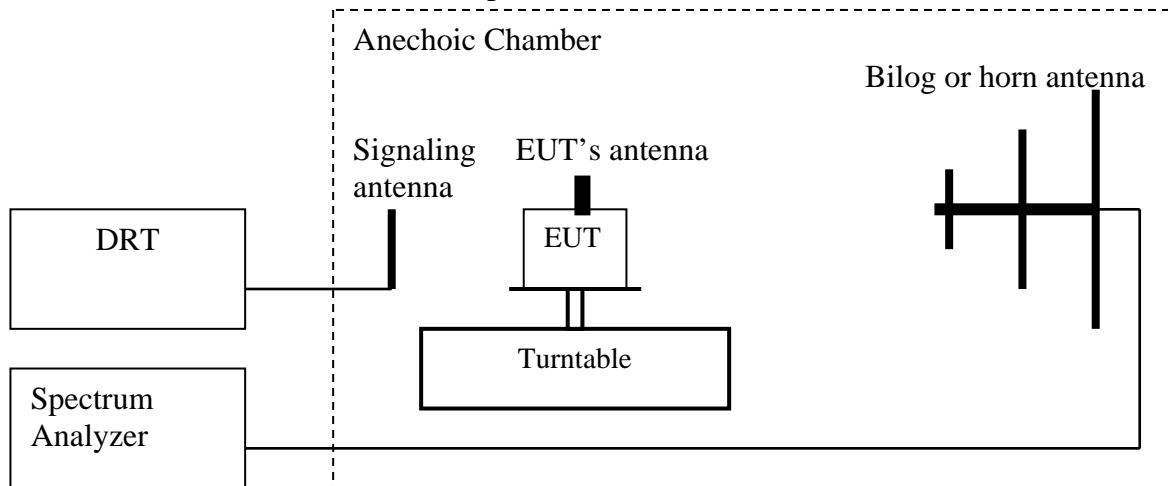 Anechoic Chamber
Bilog or horn antenna
Signaling
antenna
EUT’s antenna
DRT
EUT
Turntable
Spectrum
Analyzer